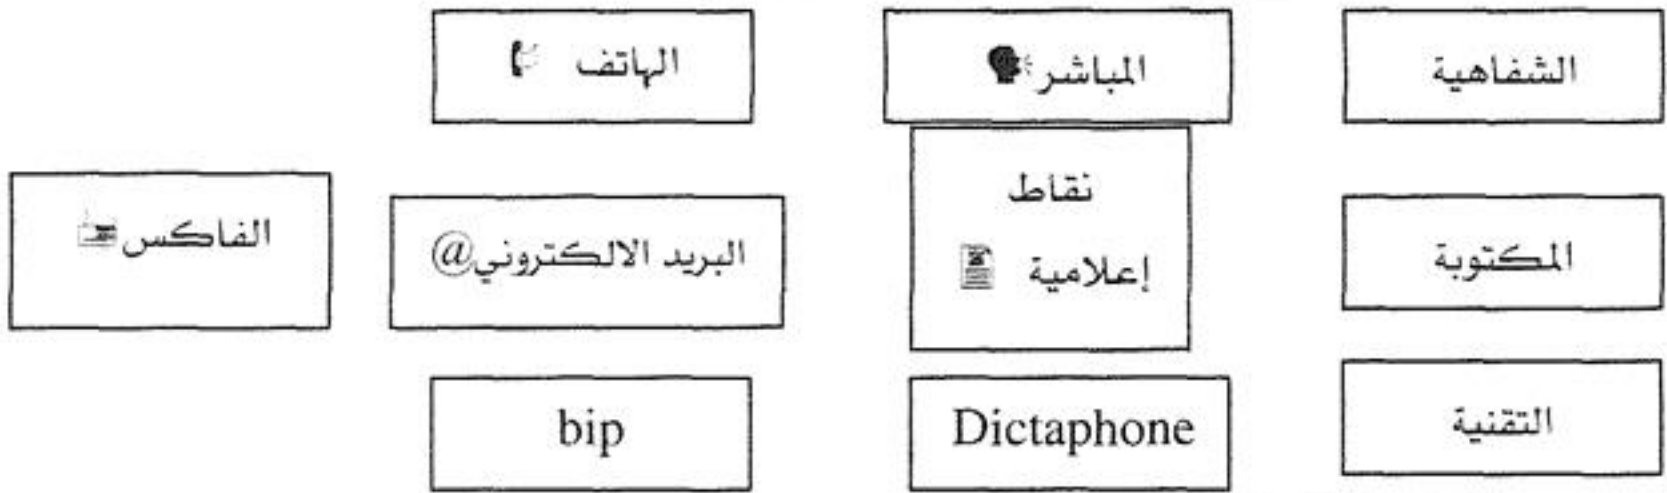 الشفاهية
المباشر
الهاتف
المكتوبة
نقاط
إعلامية
البريد الالكتروني@
الفاكس
التقنية
Dictaphone
bip